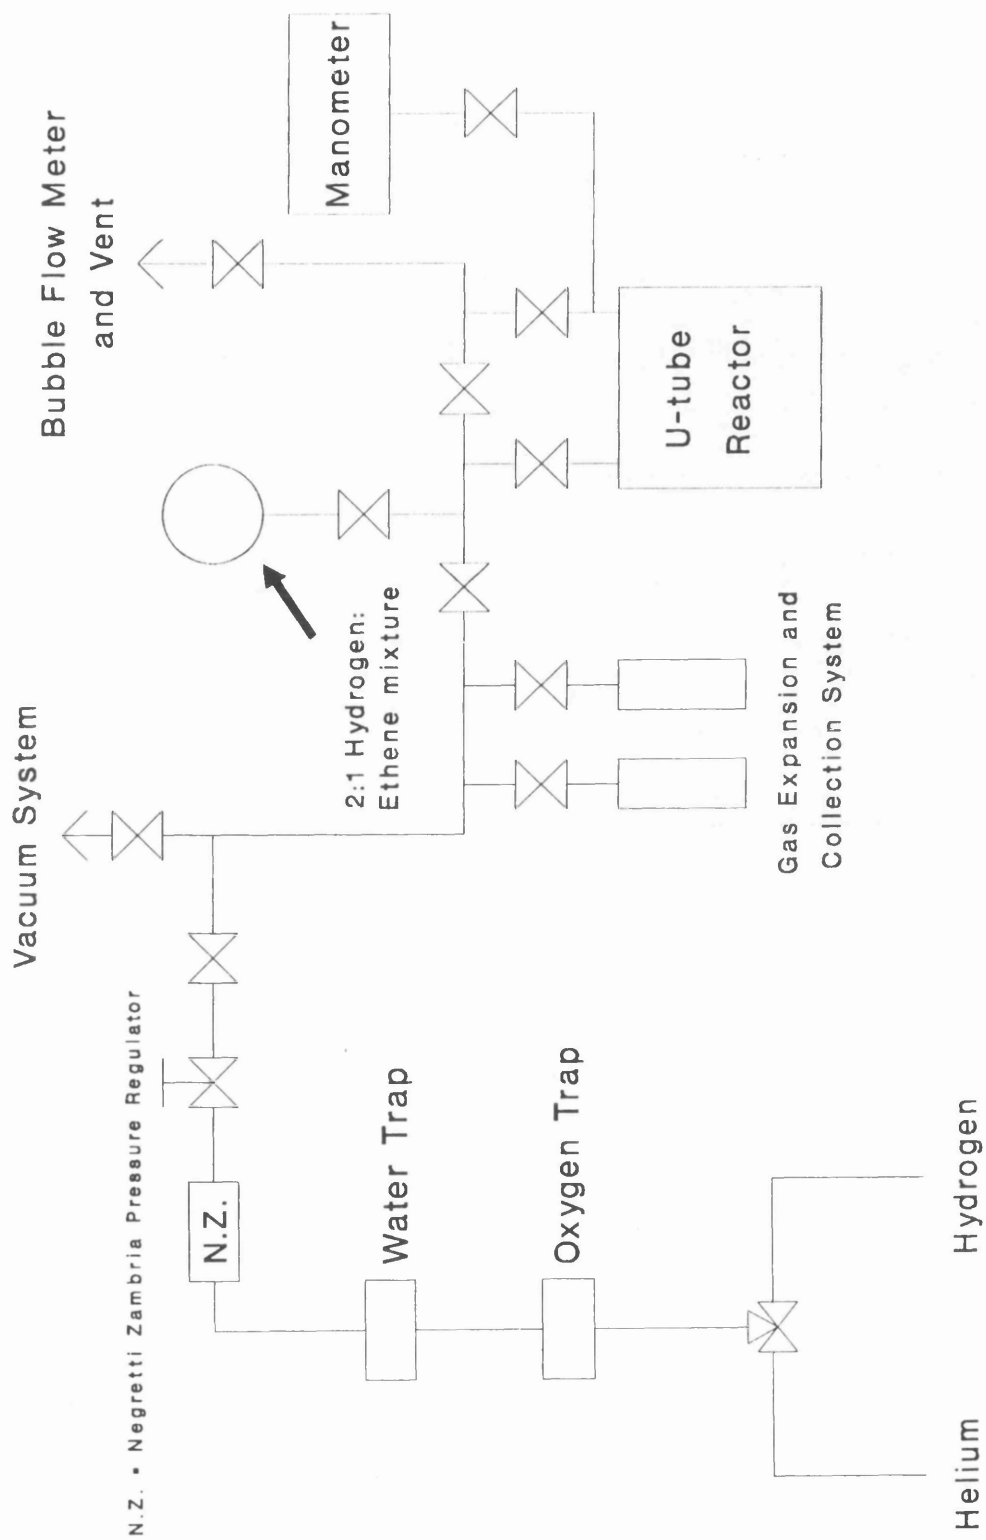 Vacuum System
Bubble Flow Meter
and Vent
N.Z. • Negretti Zambria Pressure Regulator
N.Z.
Manometer
2:1 Hydrogen:
Ethene mixture
Water Trap
Oxygen Trap
U-tube
Reactor
Gas Expansion and
Collection System
Helium
Hydrogen